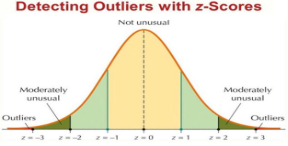 Detecting Outliers with z-Scores
Not unusual
Moderately
unusual
Moderately
unusual
Outliers
Outliers
z = -3 z = -2 z = -1 z = 0 z = 1 z = 2 z = 3